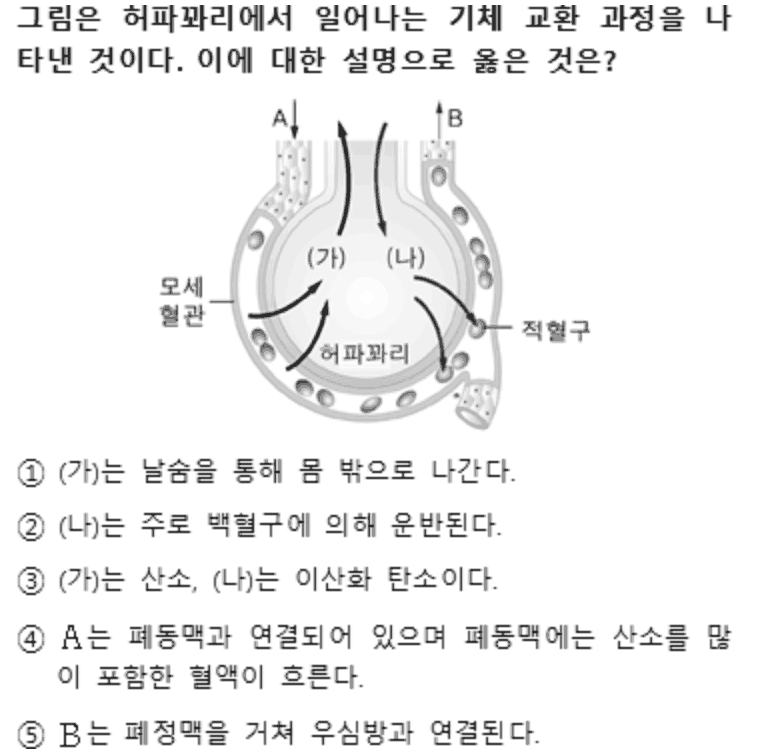 그림은 허파꽈리에서 일어나는 기체 교환 과정을 나
타낸 것이다. 이에 대한 설명으로 옳은 것은?
A
B
(가) (나)
모세
혈관
적혈구
허파꽈리
① (가)는 날숨을 통해 몸 밖으로 나간다.
② (나)는 주로 백혈구에 의해 운반된다.
③ (가)는 산소, (나)는 이산화 탄소이다.
④ A는 폐동맥과 연결되어 있으며 폐동맥에는 산소를 많
이 포함한 혈액이 흐른다.
⑤ B는 폐정맥을 거쳐 우심방과 연결된다.